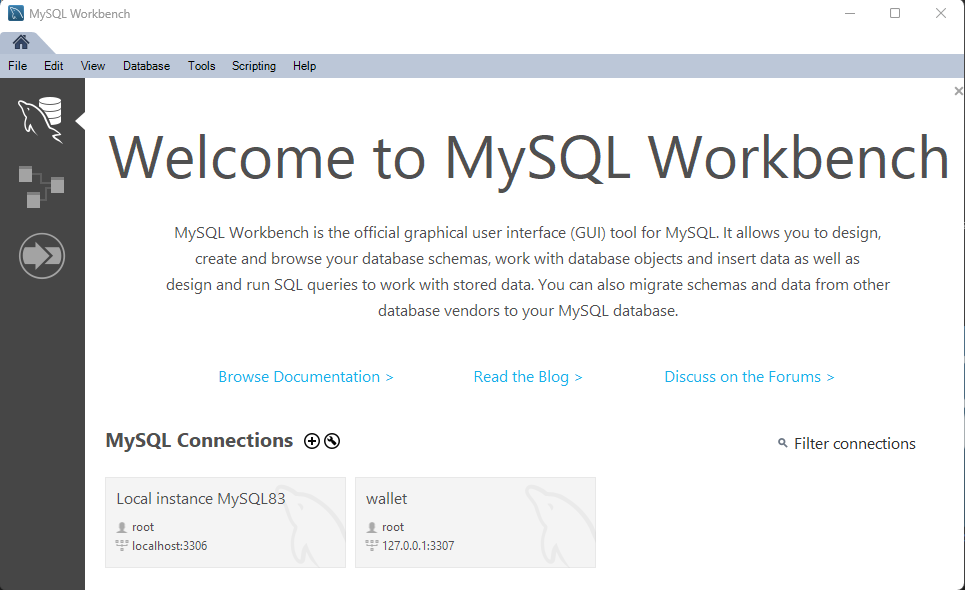 MySQL Workbench
File Edit View Database Tools Scripting Help
Welcome to MySQL Workbench
MySQL Workbench is the official graphical user interface (GUI) tool for MySQL. It allows you to design,
create and browse your database schemas, work with database objects and insert data as well as
design and run SQL queries to work with stored data. You can also migrate schemas and data from other
database vendors to your MySQL database.
Browse Documentation > Read the Blog > Discuss on the Forums >
MySQL Connections Filter connections
Local instance MySQL83
root
localhost:3306
wallet
root
127.0.0.1:3307